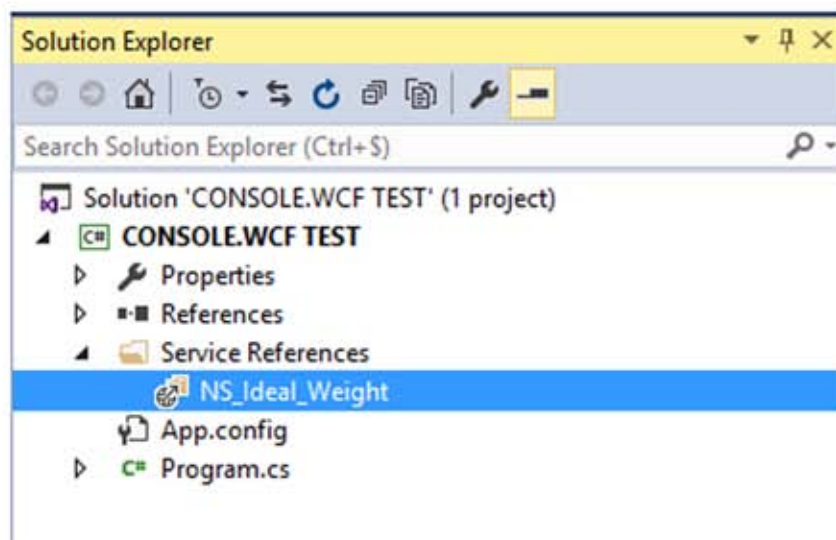 Solution Explorer
Search Solution Explorer (Ctrl+$)
Solution 'CONSOLE.WCF TEST' (1 project)
C# CONSOLE.WCF TEST
Properties
References
Service References
NS_Ideal_Weight
App.config
C# Program.cs